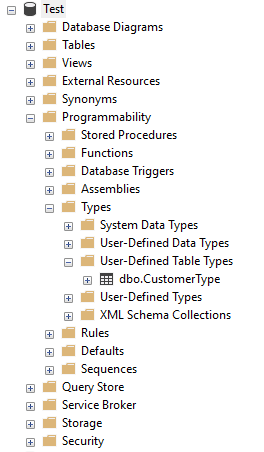 Test
Database Diagrams
Tables
Views
External Resources
Synonyms
Programmability
Stored Procedures
Functions
Database Triggers
Assemblies
Types
System Data Types
User-Defined Data Types
User-Defined Table Types
dbo.CustomerType
User-Defined Types
XML Schema Collections
Rules
Defaults
Sequences
Query Store
Service Broker
Storage
Security